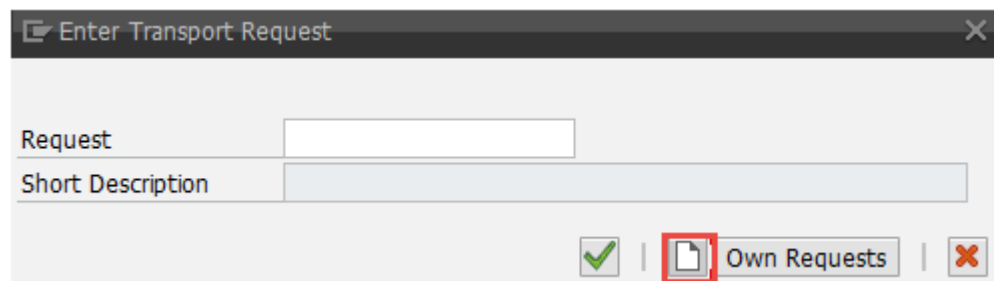 Enter Transport Request
Request
Short Description
Own Requests